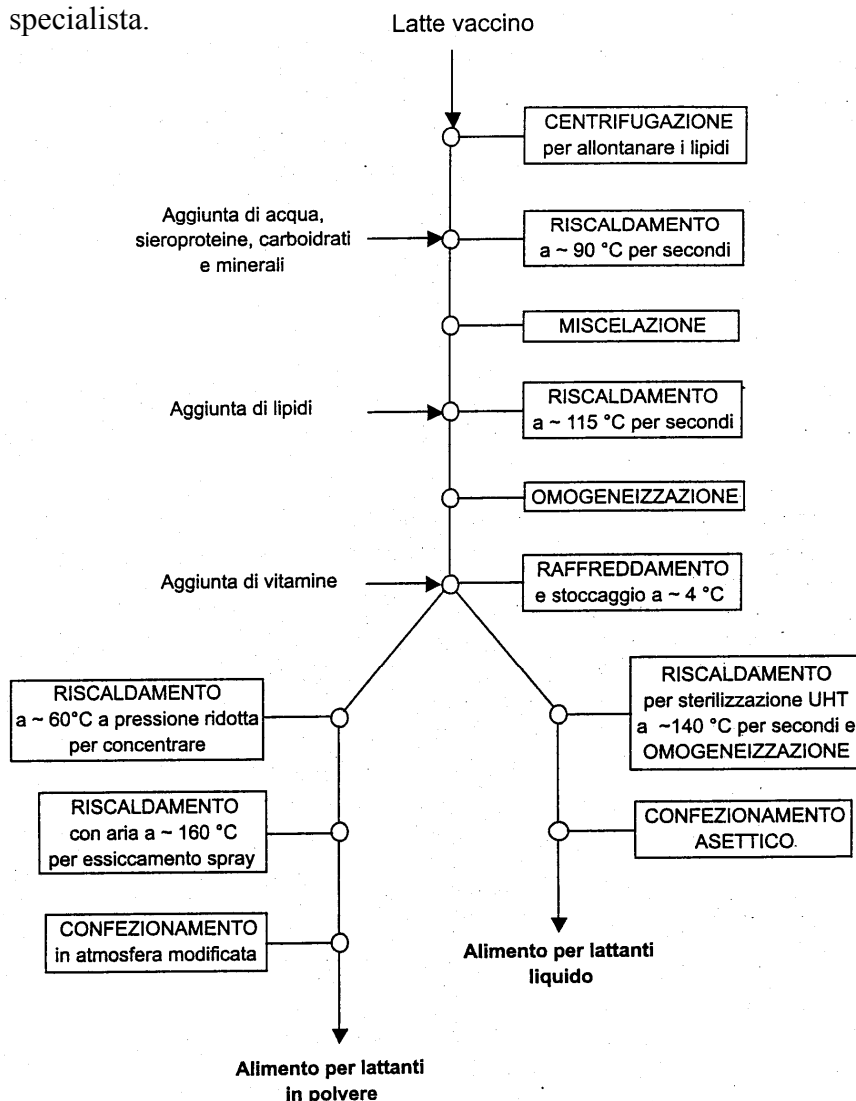 specialista.
Latte vaccino
CENTRIFUGAZIONE
per allontanare i lipidi
Aggiunta di acqua,
sieroproteine, carboidrati
e minerali
RISCALDAMENTO
a ~ 90 °C per secondi
MISCELAZIONE
Aggiunta di lipidi
RISCALDAMENTO
a ~ 115 °C per secondi
OMOGENEIZZAZIONE
Aggiunta di vitamine
RAFFREDDAMENTO
e stoccaggio a ~ 4 °C
RISCALDAMENTO
a ~ 60°C a pressione ridotta
per concentrare
RISCALDAMENTO
con aria a ~ 160 °C
per essiccamento spray
CONFEZIONAMENTO
in atmosfera modificata
Alimento per lattanti
in polvere
RISCALDAMENTO
per sterilizzazione UHT
a ~140 °C per secondi e
OMOGENEIZZAZIONE
CONFEZIONAMENTO
ASETTICO.
Alimento per lattanti
liquido